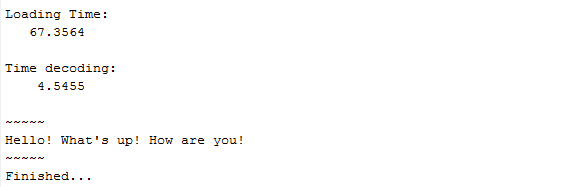 Loading Time:
67.3564
Time decoding:
4.5455
~~~~~
Hello! What's up! How are you!
~~~~~
Finished...